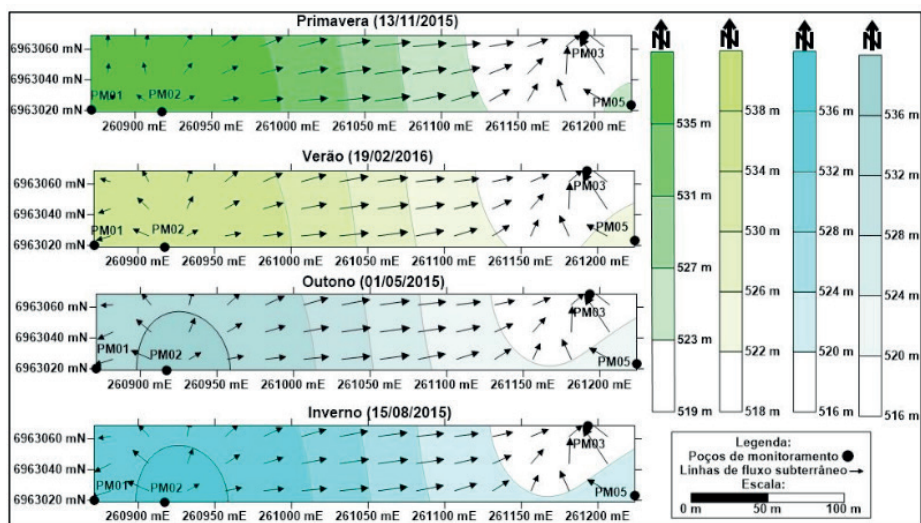 Primavera (13/11/2015)
6963060 mN
6963040 mN
6963020 mN
PM01
PM02
PM03
PM05
260900 mE 260950 mE 261000 mE 261050 mE 261100 mE 261150 mE 261200 mE
Verão (19/02/2016)
6963060 mN
6963040 mN
6963020 mN
PM01
PM02
PM03
PM05
260900 mE 260950 mE 261000 mE 261050 mE 261100 mE 261150 mE 261200 mE
Outono (01/05/2015)
6963060 mN
6963040 mN
6963020 mN
PM01
PM02
PM03
PM05
260900 mE 260950 mE 261000 mE 261050 mE 261100 mE 261150 mE 261200 mE
Inverno (15/08/2015)
6963060 mN
6963040 mN
6963020 mN
PM01
PM02
PM03
PM05
260900 mE 260950 mE 261000 mE 261050 mE 261100 mE 261150 mE 261200 mE
N
535 m
531 m
527 m
523 m
519 m
N
538 m
534 m
530 m
526 m
522 m
518 m
N
536 m
532 m
528 m
524 m
520 m
516 m
N
536 m
532 m
528 m
524 m
520 m
516 m
Legenda:
Poços de monitoramento
Linhas de fluxo subterrâneo
Escala:
0 m 50 m 100 m